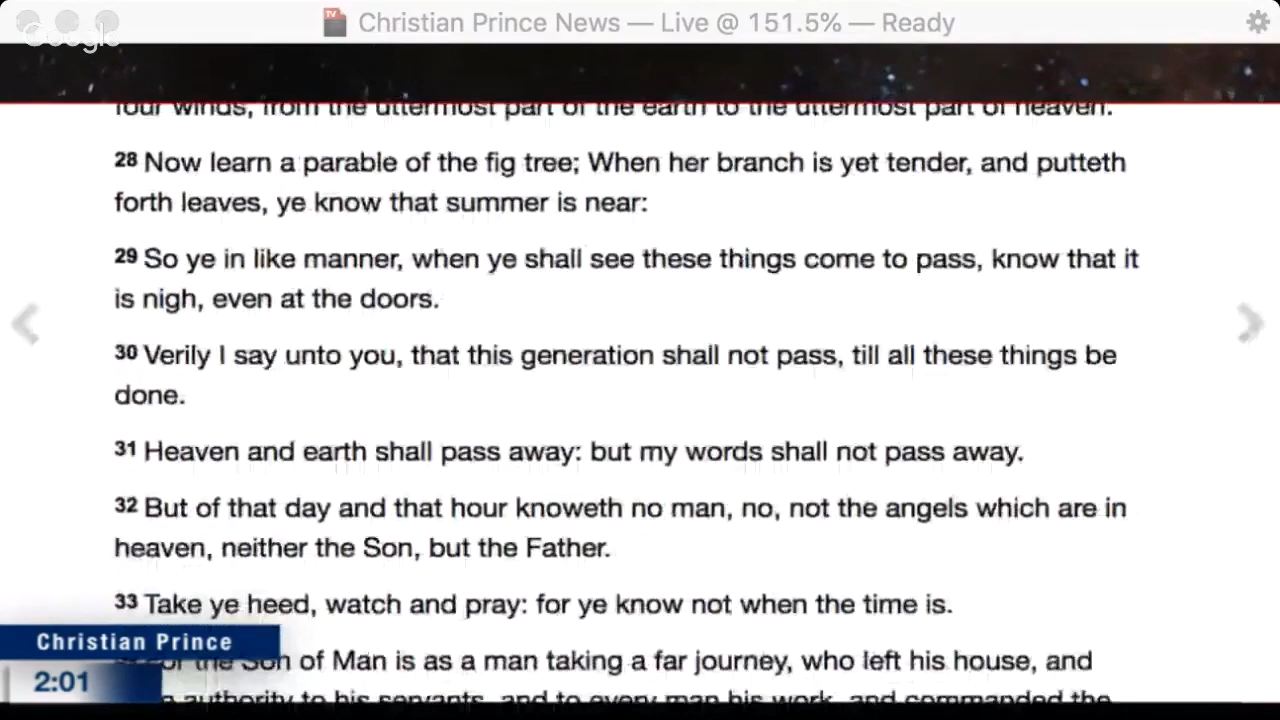 Christian Prince News — Live @ 151.5% — Ready
Google
four winds, from the uttermost part of the earth to the uttermost part of heaven.
28 Now learn a parable of the fig tree; When her branch is yet tender, and putteth
forth leaves, ye know that summer is near:
29 So ye in like manner, when ye shall see these things come to pass, know that it
is nigh, even at the doors.
30 Verily I say unto you, that this generation shall not pass, till all these things be
done.
31 Heaven and earth shall pass away: but my words shall not pass away.
32 But of that day and that hour knoweth no man, no, not the angels which are in
heaven, neither the Son, but the Father.
33 Take ye heed, watch and pray: for ye know not when the time is.
Christian Prince
the Son of Man is as a man taking a far journey, who left his house, and
2:01
authority to his servants, and to every man his work, and commanded the